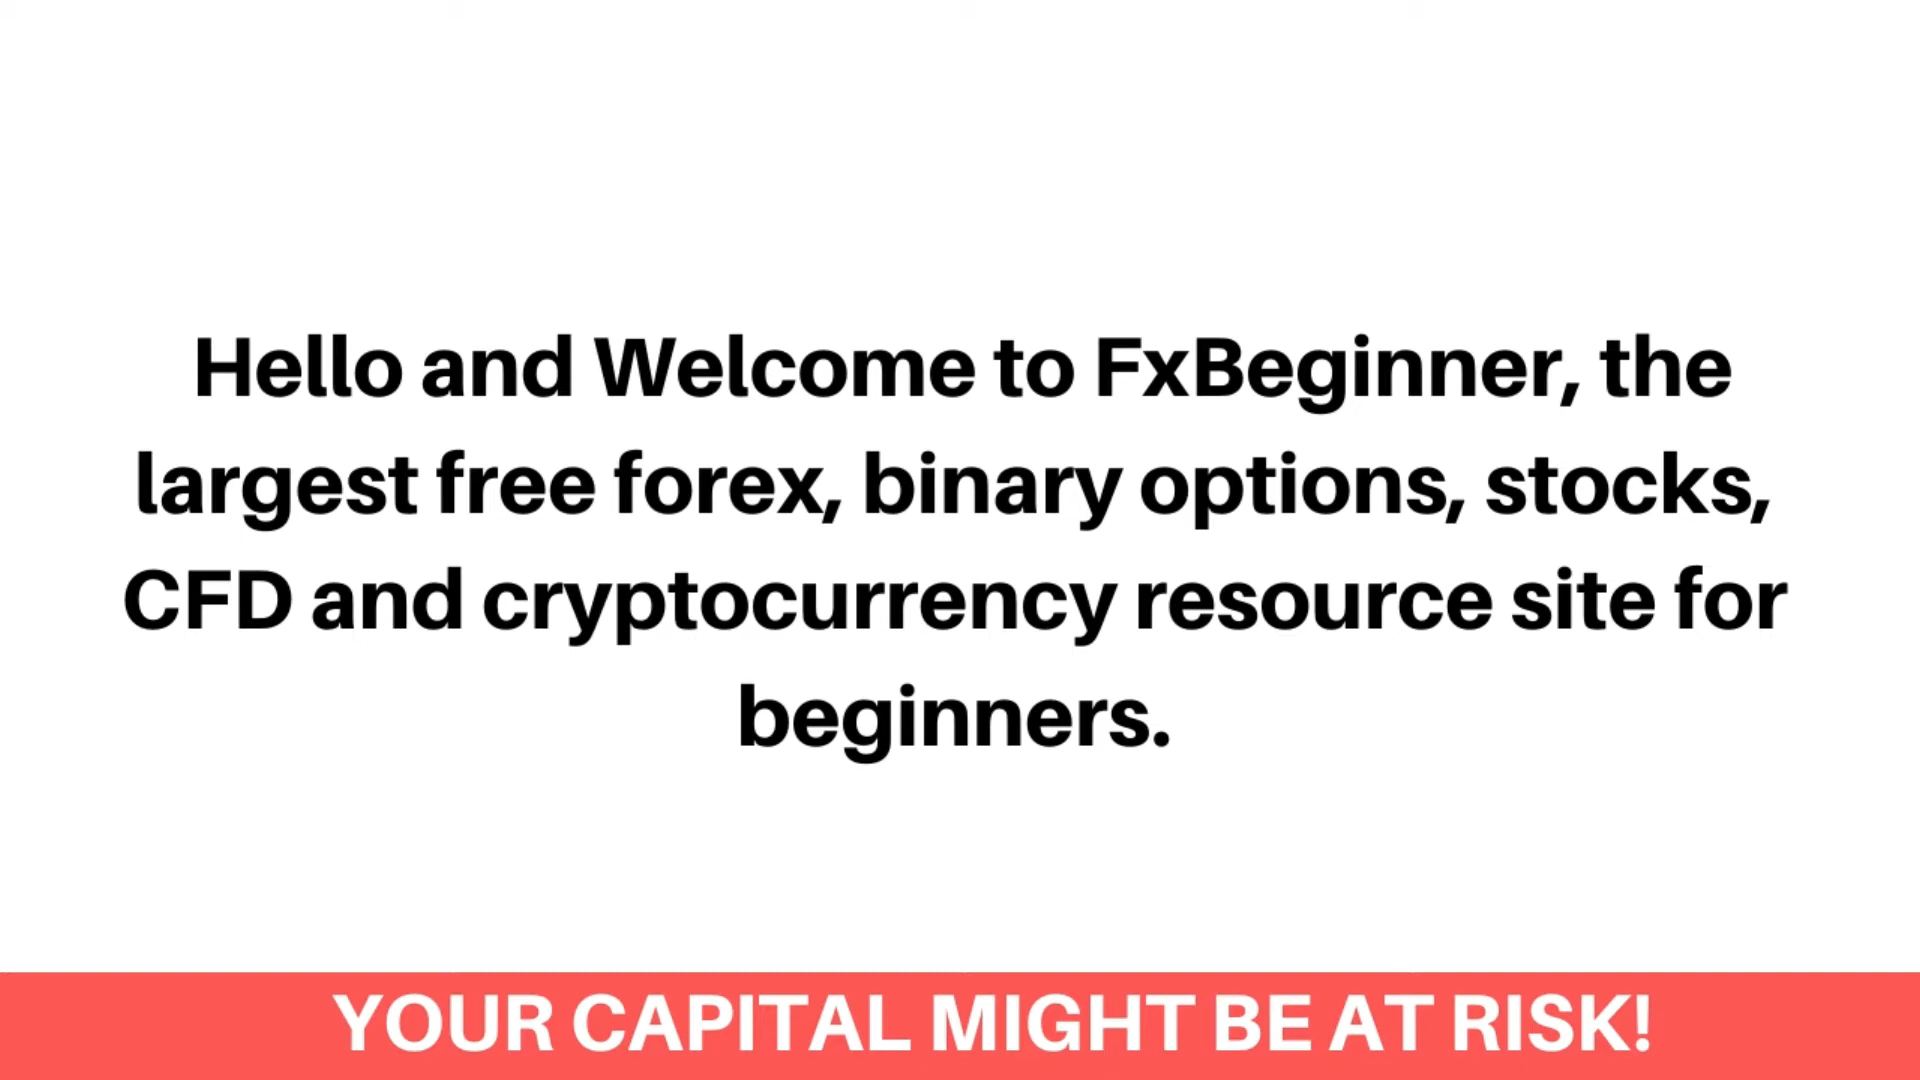 Hello and Welcome to FxBeginner, the
largest free forex, binary options, stocks,
CFD and cryptocurrency resource site for
beginners.
YOUR CAPITAL MIGHT BE AT RISK!